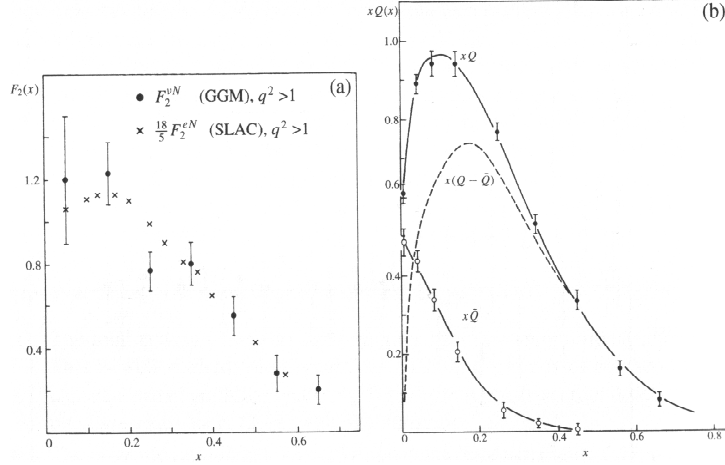 (a)
F₂(x)
● F₂^{νN} (GGM), q² >1
× 18/5 F₂^{eN} (SLAC), q² >1
1.2
0.8
0.4
0 0.2 0.4 0.6
x
(b)
xQ(x)
1.0
0.8
0.6
0.4
0.2
xQ
x(Q − Q̄)
xQ̄
0 0.2 0.4 0.6 0.8
x